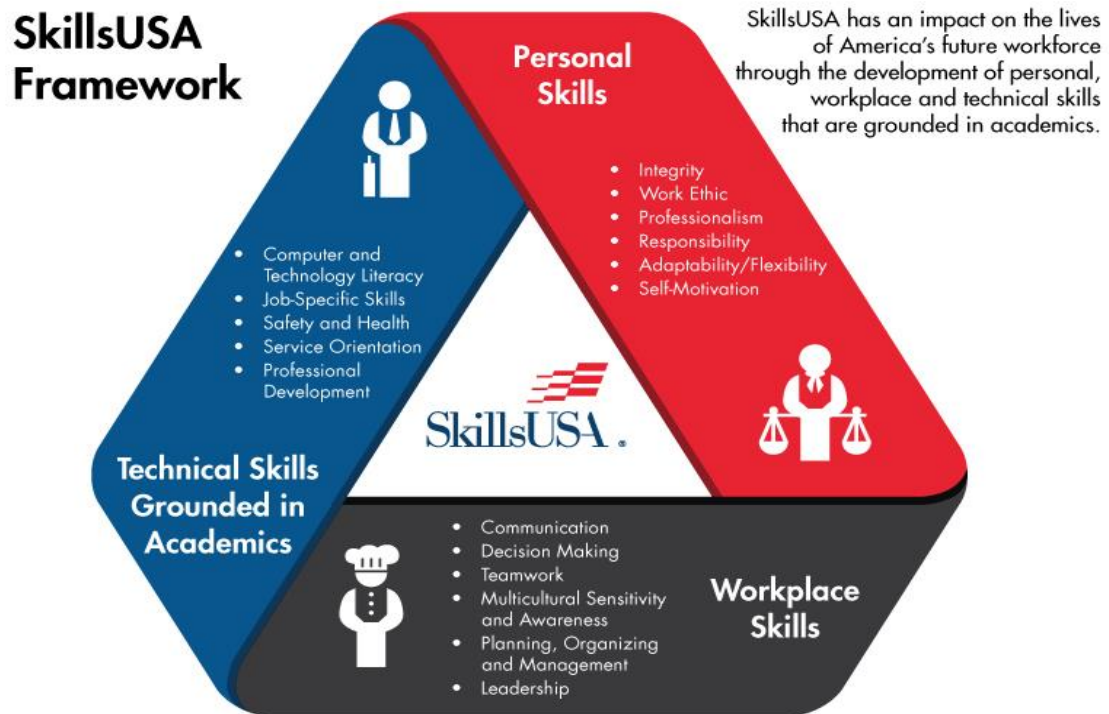 SkillsUSA
Framework
SkillsUSA has an impact on the lives
of America's future workforce
through the development of personal,
workplace and technical skills
that are grounded in academics.
Personal
Skills
• Integrity
• Work Ethic
• Professionalism
• Responsibility
• Adaptability/Flexibility
• Self-Motivation
• Computer and
Technology Literacy
• Job-Specific Skills
• Safety and Health
• Service Orientation
• Professional
Development
Technical Skills
Grounded in
Academics
SkillsUSA ®
• Communication
• Decision Making
• Teamwork
• Multicultural Sensitivity
and Awareness
• Planning, Organizing
and Management
• Leadership
Workplace
Skills